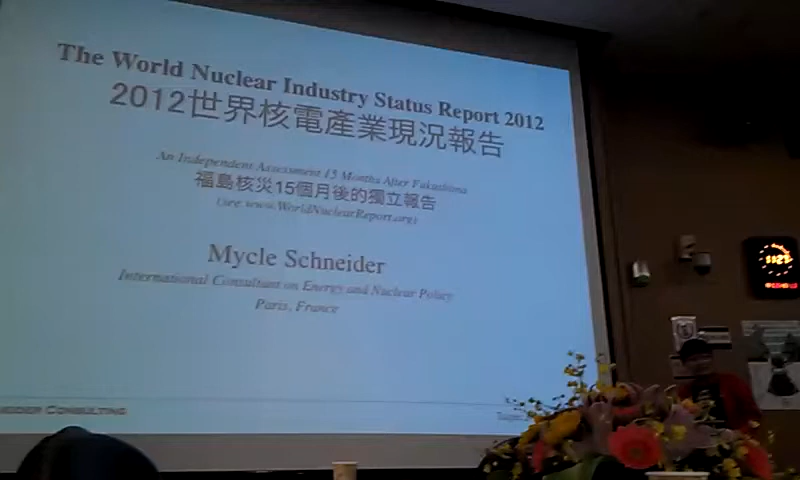 The World Nuclear Industry Status Report 2012
2012世界核電產業現況報告
An Independent Assessment 15 Months After Fukushima
福島核災15個月後的獨立報告
(see www.WorldNuclearReport.org)
Mycle Schneider
International Consultant on Energy and Nuclear Policy
Paris, France
Consulting